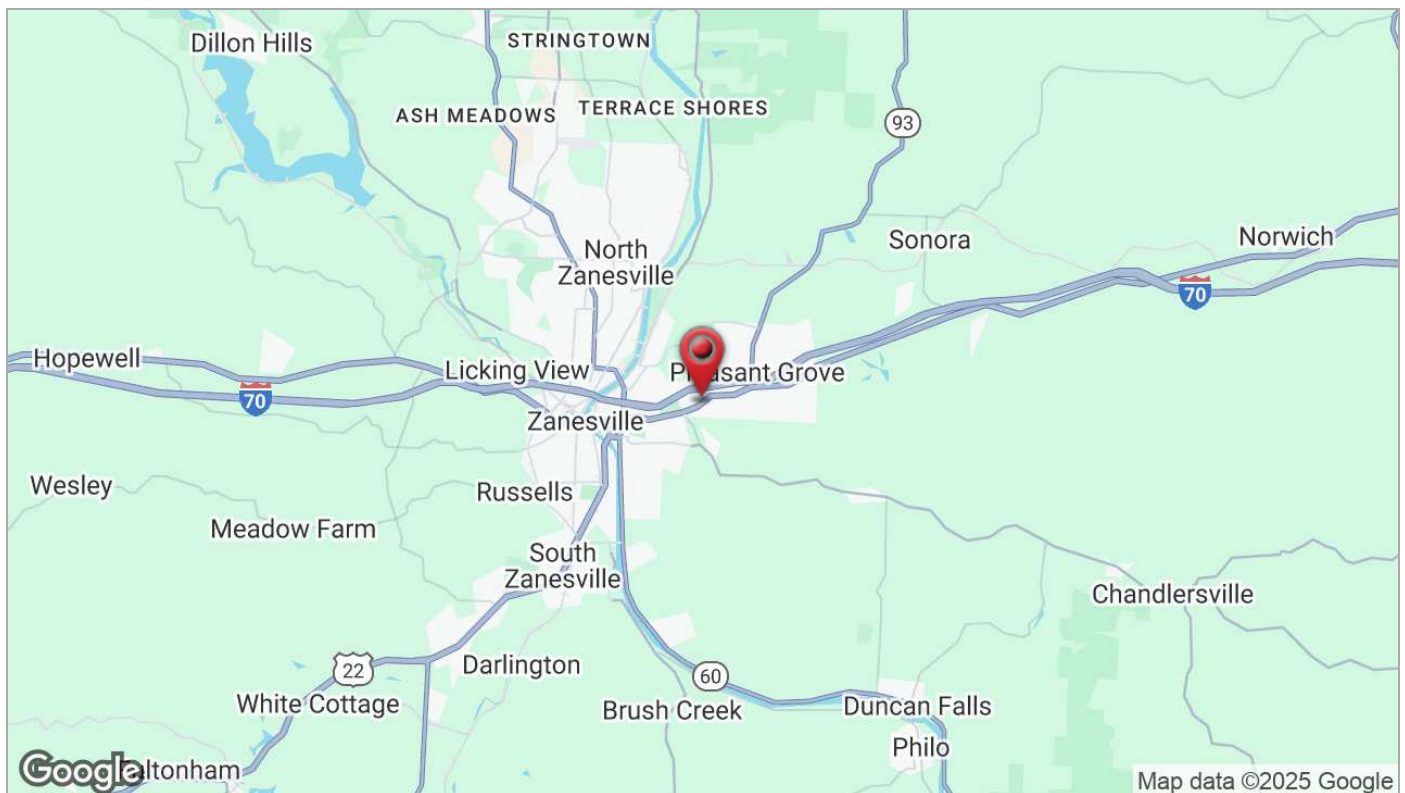 Dillon Hills
STRINGTOWN
ASH MEADOWS
TERRACE SHORES
93
North
Zanesville
Sonora
Norwich
70
Hopewell
Licking View
70
Zanesville
Wesley
Russells
Meadow Farm
South
Zanesville
Chandlersville
22
Darlington
60
White Cottage
Brush Creek
Duncan Falls
Philo
Google
Map data ©2025 Google